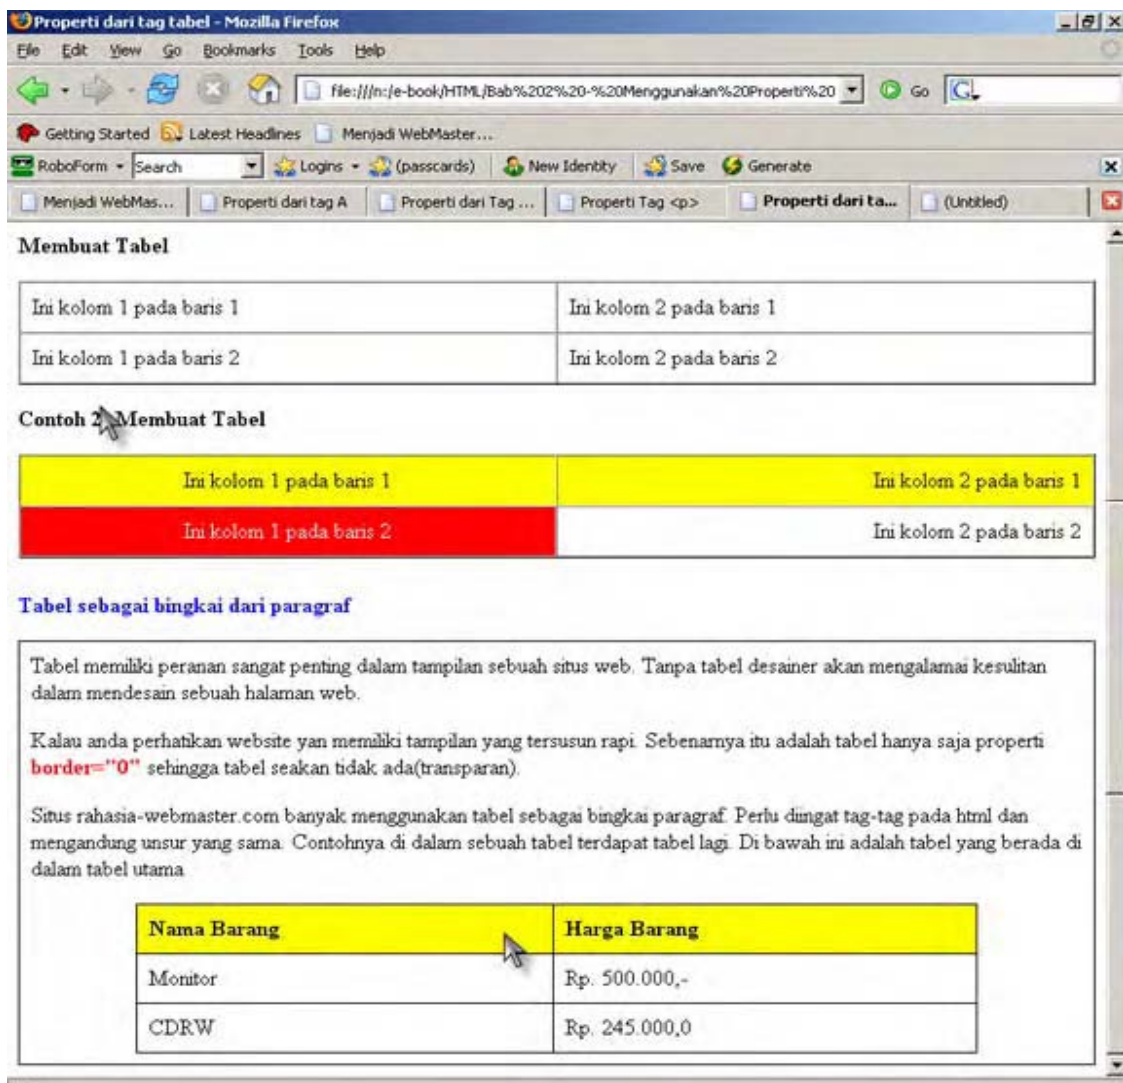 Properti dari tag tabel - Mozilla Firefox
File Edit View Go Bookmarks Tools Help
file:///n:/e-book/HTML/Bab%202%20-%20Menggunakan%20Properti%20 Go G
Getting Started Latest Headlines Menjadi WebMaster...
RoboForm Search Logins (passcards) New Identity Save Generate
Menjadi WebMas... Properti dari tag A Properti dari Tag ... Properti Tag <p> Properti dari ta... (Untitled)
Membuat Tabel
Ini kolom 1 pada baris 1 Ini kolom 2 pada baris 1
Ini kolom 1 pada baris 2 Ini kolom 2 pada baris 2
Contoh 2 Membuat Tabel
Ini kolom 1 pada baris 1 Ini kolom 2 pada baris 1
Ini kolom 1 pada baris 2 Ini kolom 2 pada baris 2
Tabel sebagai bingkai dari paragraf
Tabel memiliki peranan sangat penting dalam tampilan sebuah situs web. Tanpa tabel desainer akan mengalamai kesulitan
dalam mendesain sebuah halaman web.
Kalau anda perhatikan website yan memiliki tampilan yang tersusun rapi. Sebenarnya itu adalah tabel hanya saja properti
border="0" sehingga tabel seakan tidak ada(transparan).
Situs rahasia-webmaster.com banyak menggunakan tabel sebagai bingkai paragraf. Perlu diingat tag-tag pada html dan
mengandung unsur yang sama. Contohnya di dalam sebuah tabel terdapat tabel lagi. Di bawah ini adalah tabel yang berada di
dalam tabel utama
Nama Barang Harga Barang
Monitor Rp. 500.000,-
CDRW Rp. 245.000,0